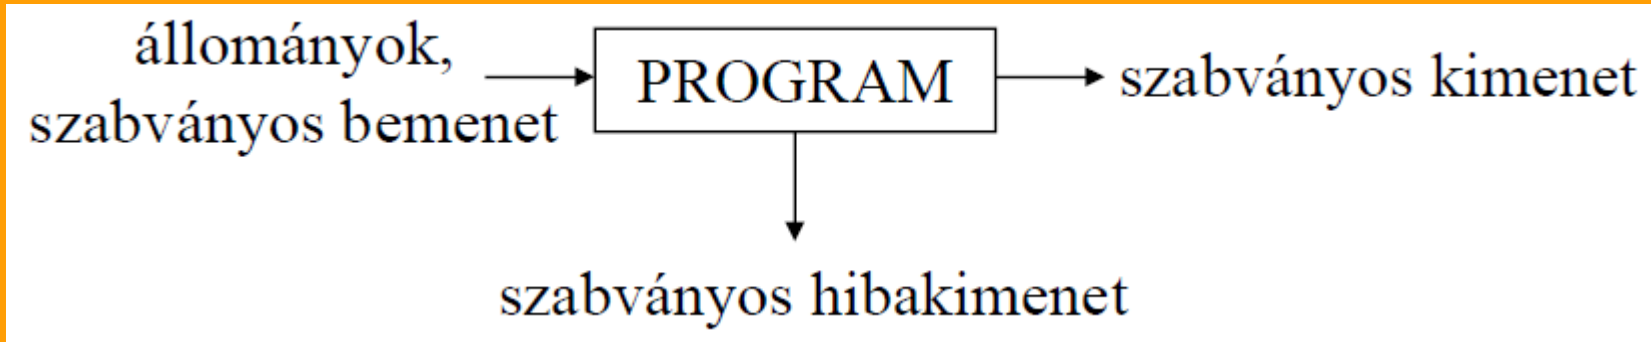 állományok,
szabványos bemenet
PROGRAM
szabványos kimenet
szabványos hibakimenet